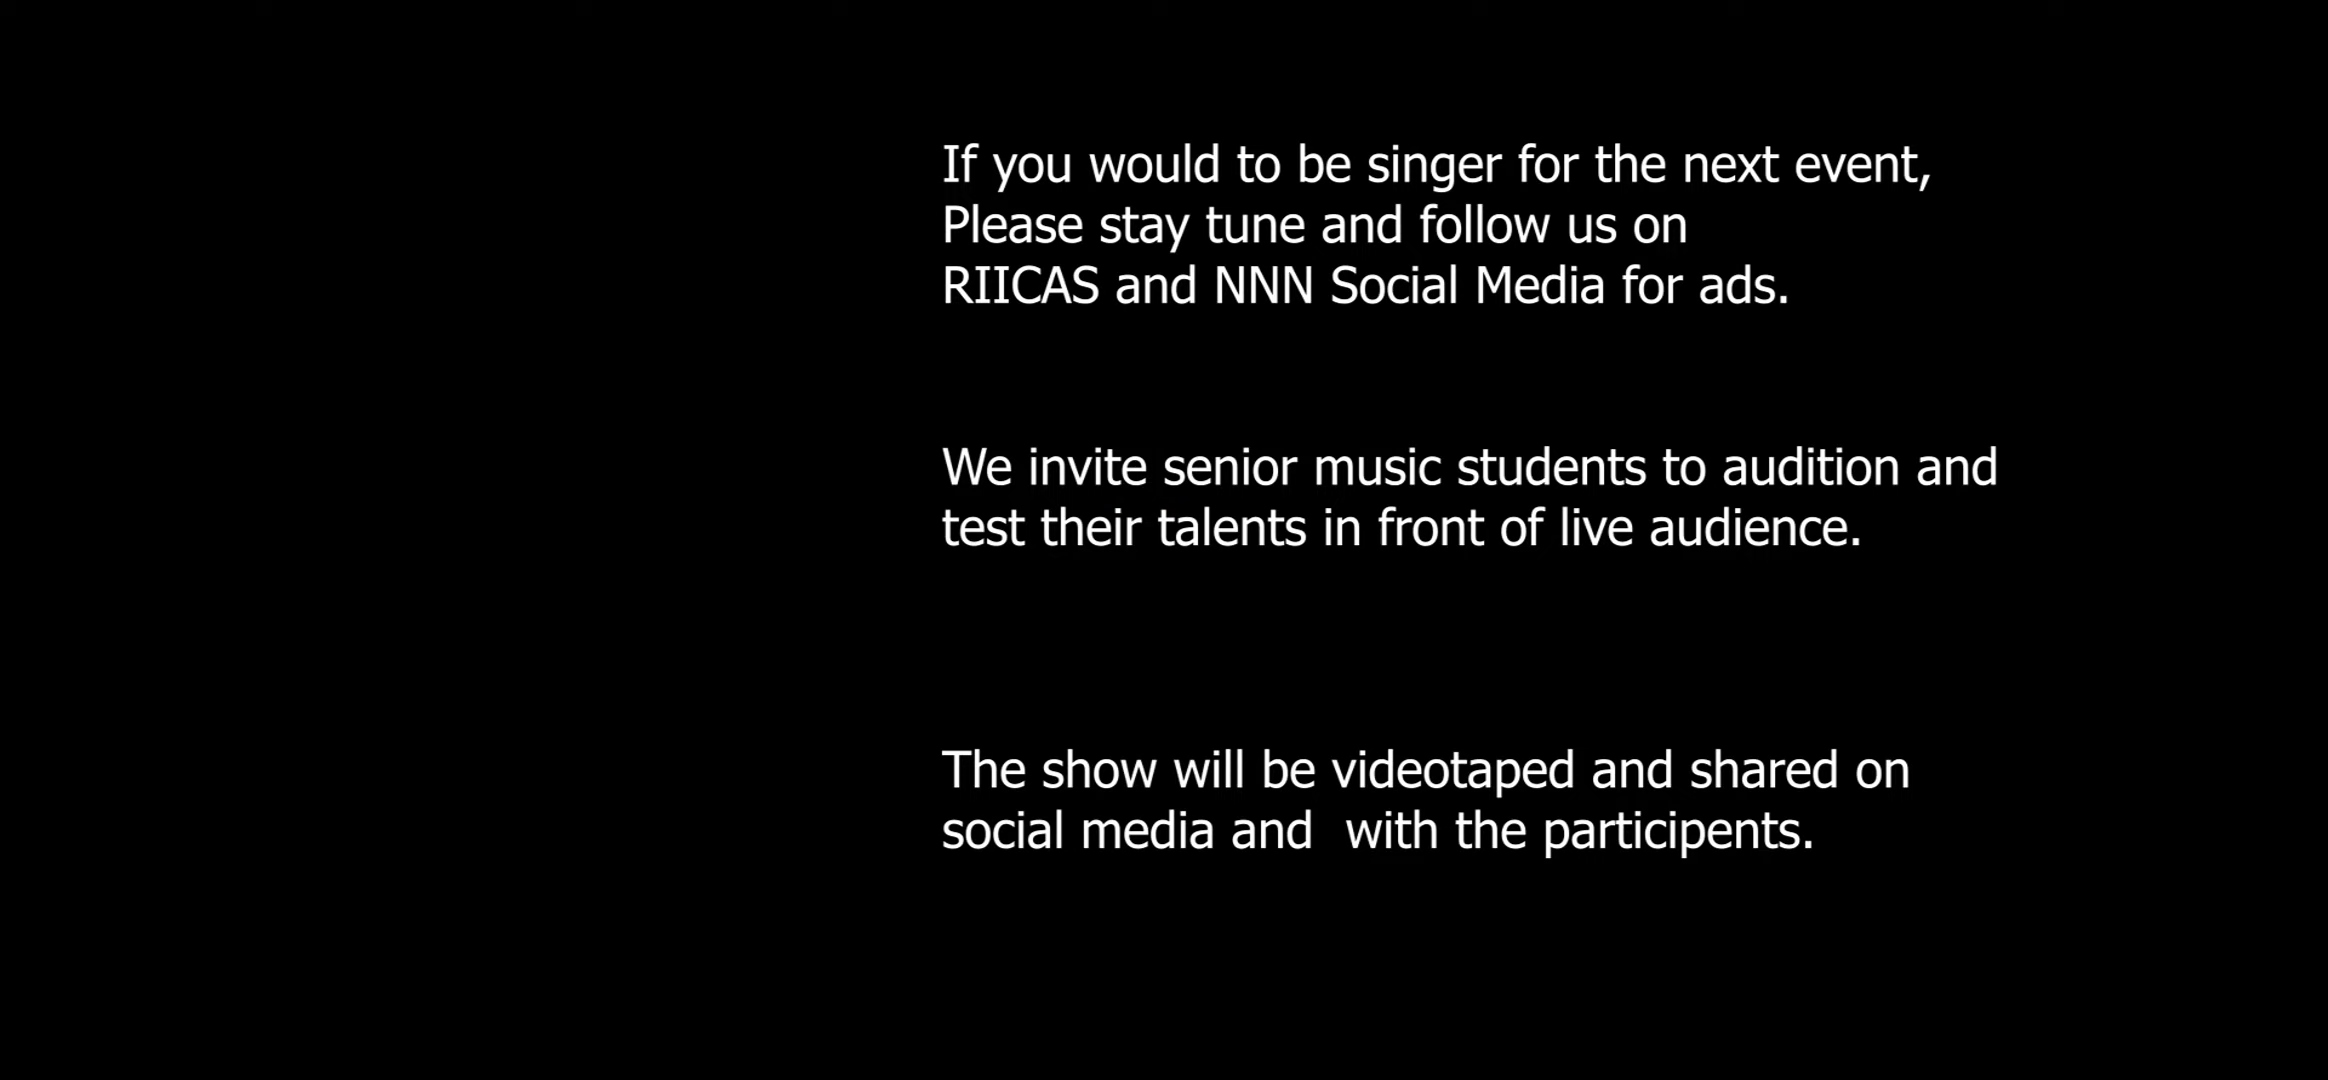 If you would to be singer for the next event,
Please stay tune and follow us on
RIICAS and NNN Social Media for ads.
We invite senior music students to audition and
test their talents in front of live audience.
The show will be videotaped and shared on
social media and  with the participents.